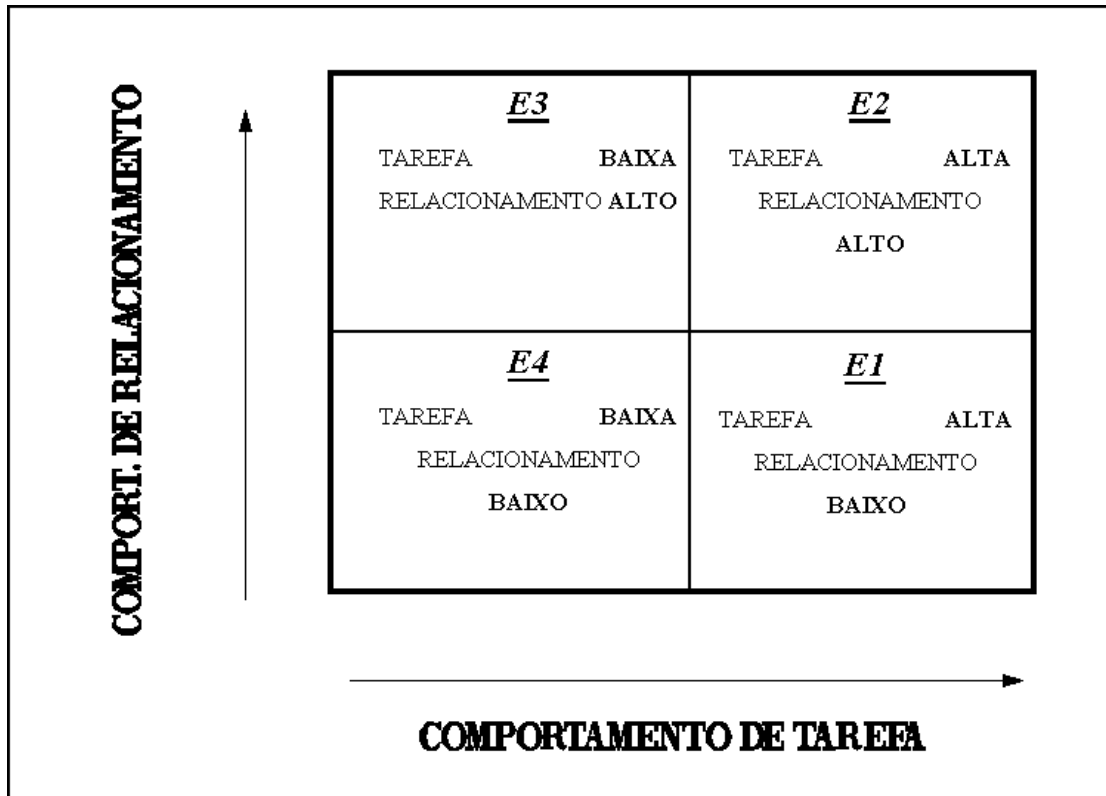 COMPORT. DE RELACIONAMENTO
E3
TAREFA BAIXA
RELACIONAMENTO ALTO
E2
TAREFA ALTA
RELACIONAMENTO
ALTO
E4
TAREFA BAIXA
RELACIONAMENTO
BAIXO
E1
TAREFA ALTA
RELACIONAMENTO
BAIXO
COMPORTAMENTO DE TAREFA